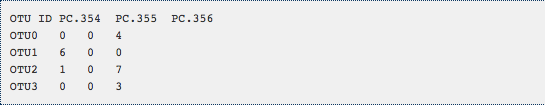 OTU ID PC.354  PC.355  PC.356
OTU0   0   0   4
OTU1   6   0   0
OTU2   1   0   7
OTU3   0   0   3